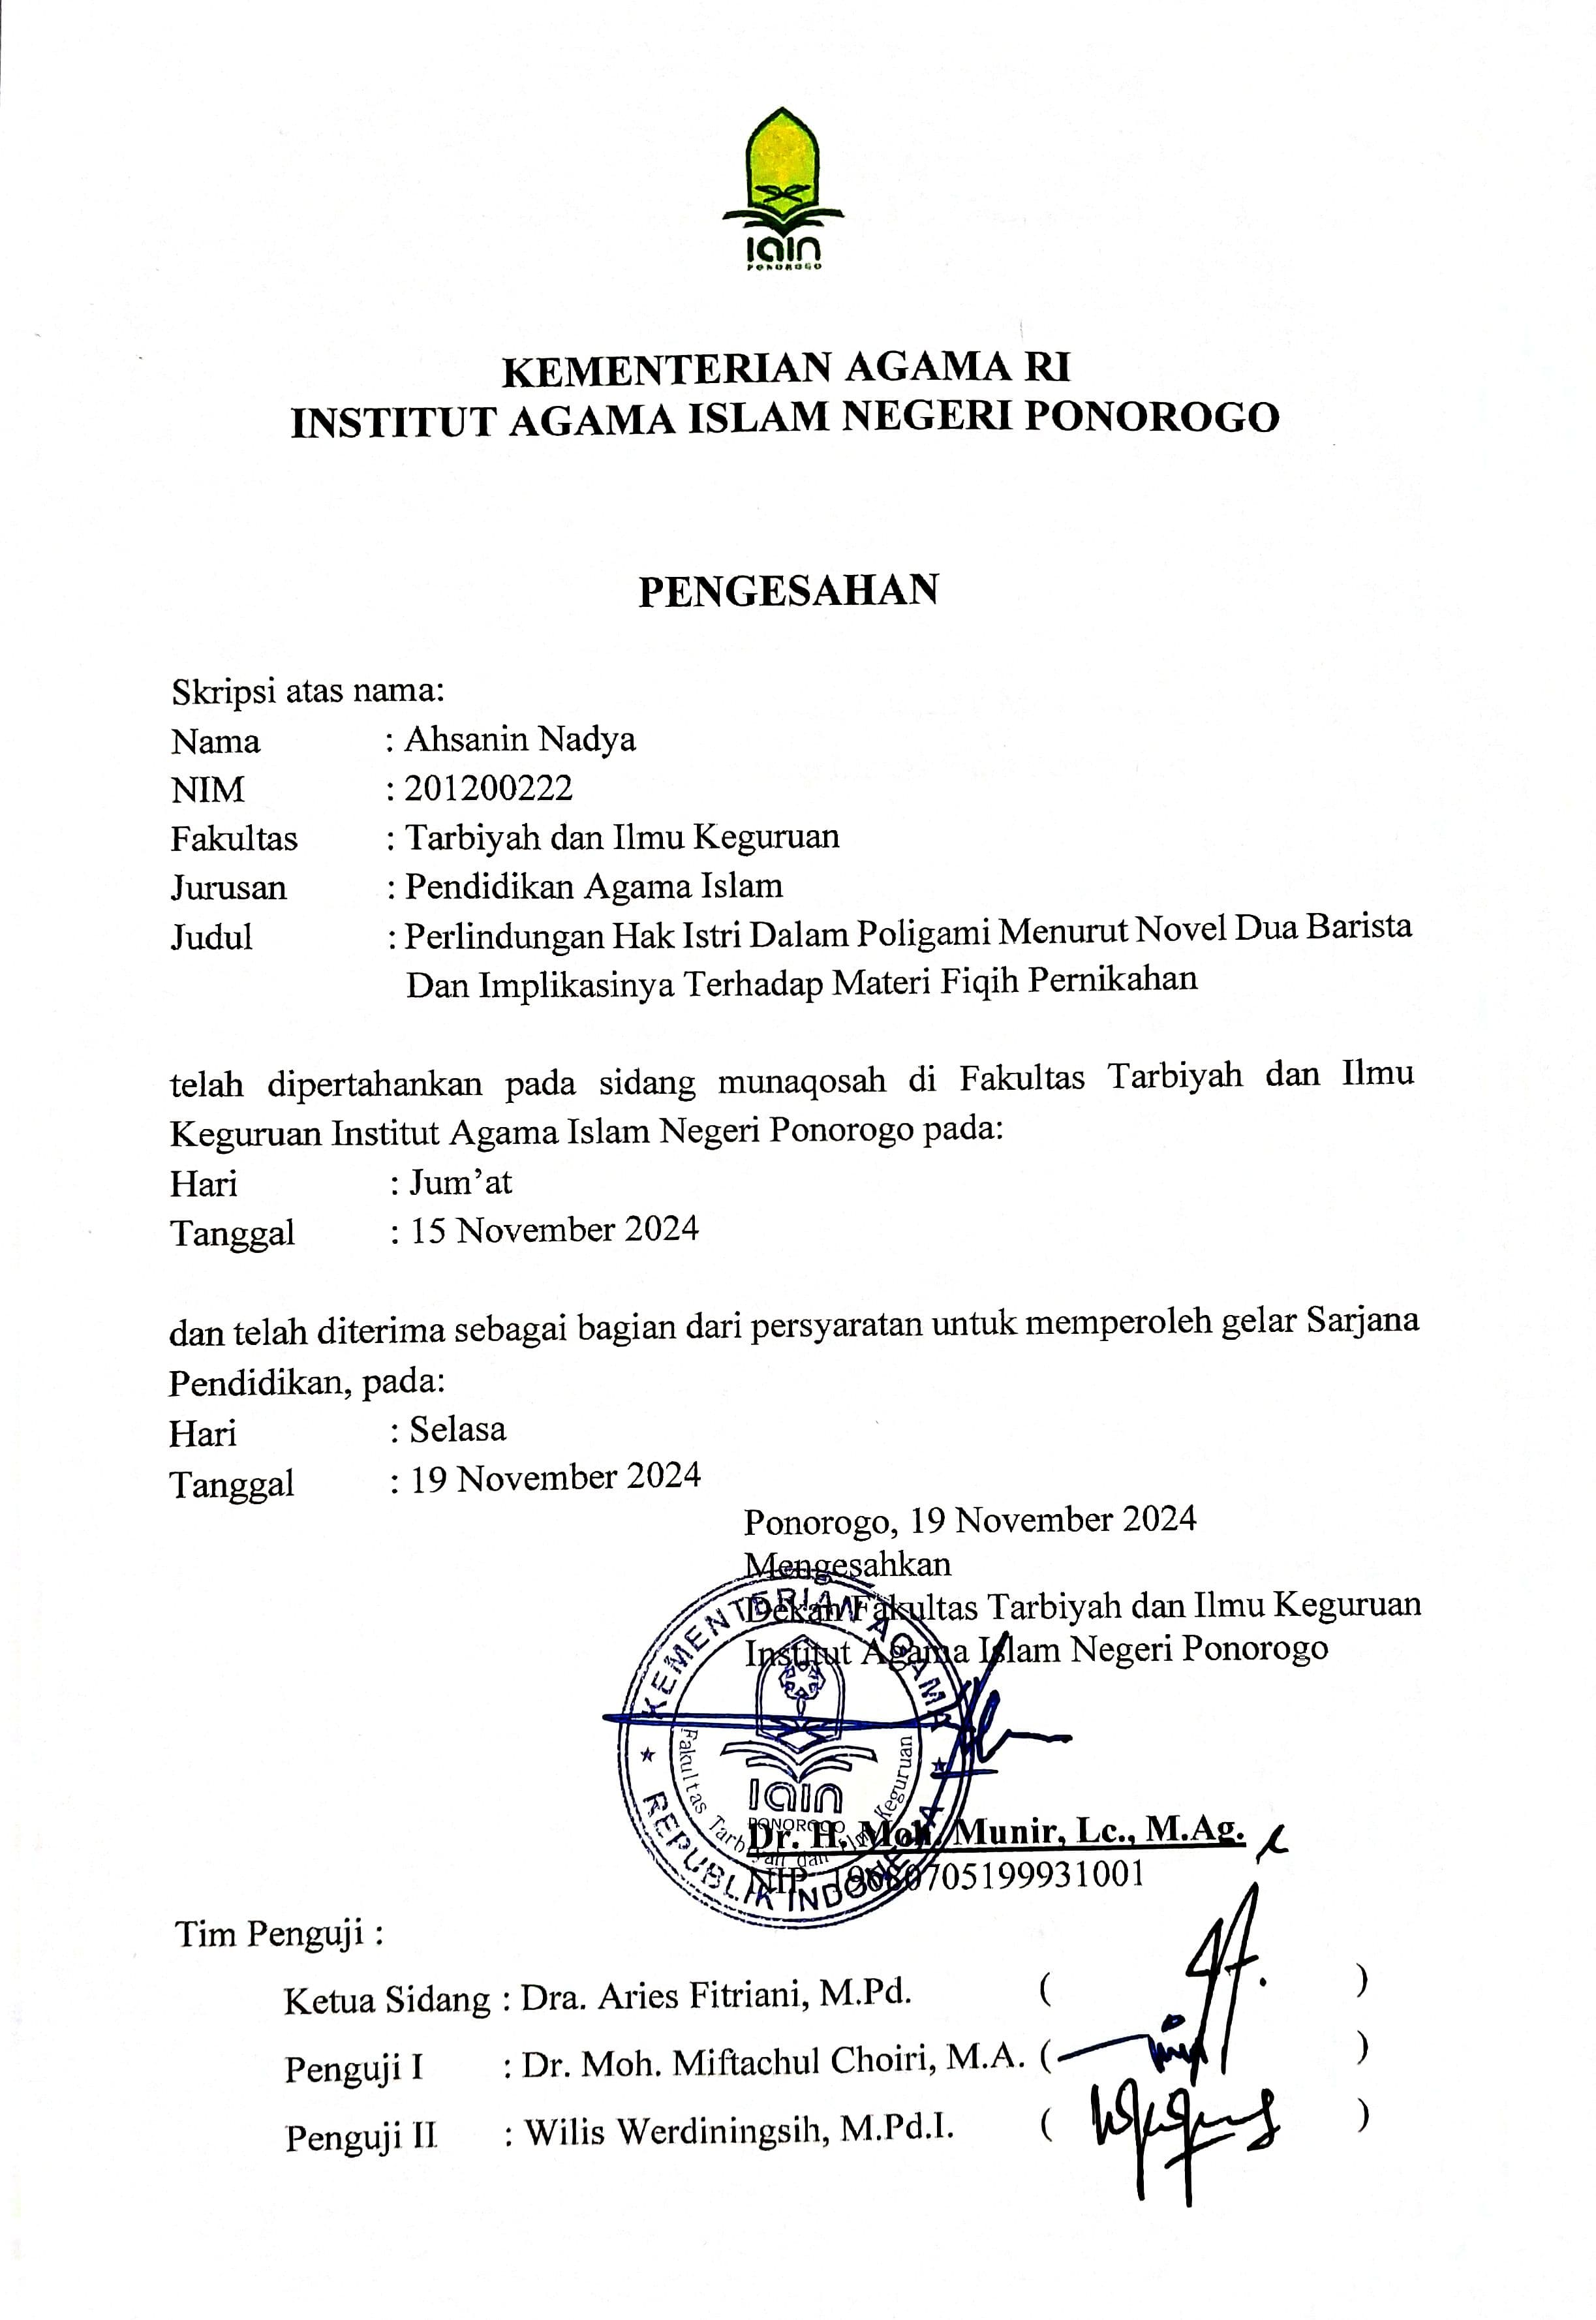 IAIN
PONOROGO
KEMENTERIAN AGAMA RI
INSTITUT AGAMA ISLAM NEGERI PONOROGO
PENGESAHAN
Skripsi atas nama:
Nama : Ahsanin Nadya
NIM : 201200222
Fakultas : Tarbiyah dan Ilmu Keguruan
Jurusan : Pendidikan Agama Islam
Judul : Perlindungan Hak Istri Dalam Poligami Menurut Novel Dua Barista
Dan Implikasinya Terhadap Materi Fiqih Pernikahan
telah dipertahankan pada sidang munaqosah di Fakultas Tarbiyah dan Ilmu
Keguruan Institut Agama Islam Negeri Ponorogo pada:
Hari : Jum’at
Tanggal : 15 November 2024
dan telah diterima sebagai bagian dari persyaratan untuk memperoleh gelar Sarjana
Pendidikan, pada:
Hari : Selasa
Tanggal : 19 November 2024
Ponorogo, 19 November 2024
Mengesahkan
Dekan Fakultas Tarbiyah dan Ilmu Keguruan
Institut Agama Islam Negeri Ponorogo
KEMENTERIAN AGAMA
REPUBLIK INDONESIA
Fakultas Tarbiyah dan Ilmu Keguruan
IAIN
PONOROGO
Dr. H. Moh. Munir, Lc., M.Ag.
NIP. 19680705199931001
Tim Penguji :
Ketua Sidang : Dra. Aries Fitriani, M.Pd. ( )
Penguji I : Dr. Moh. Miftachul Choiri, M.A. ( )
Penguji II : Wilis Werdiningsih, M.Pd.I. ( )